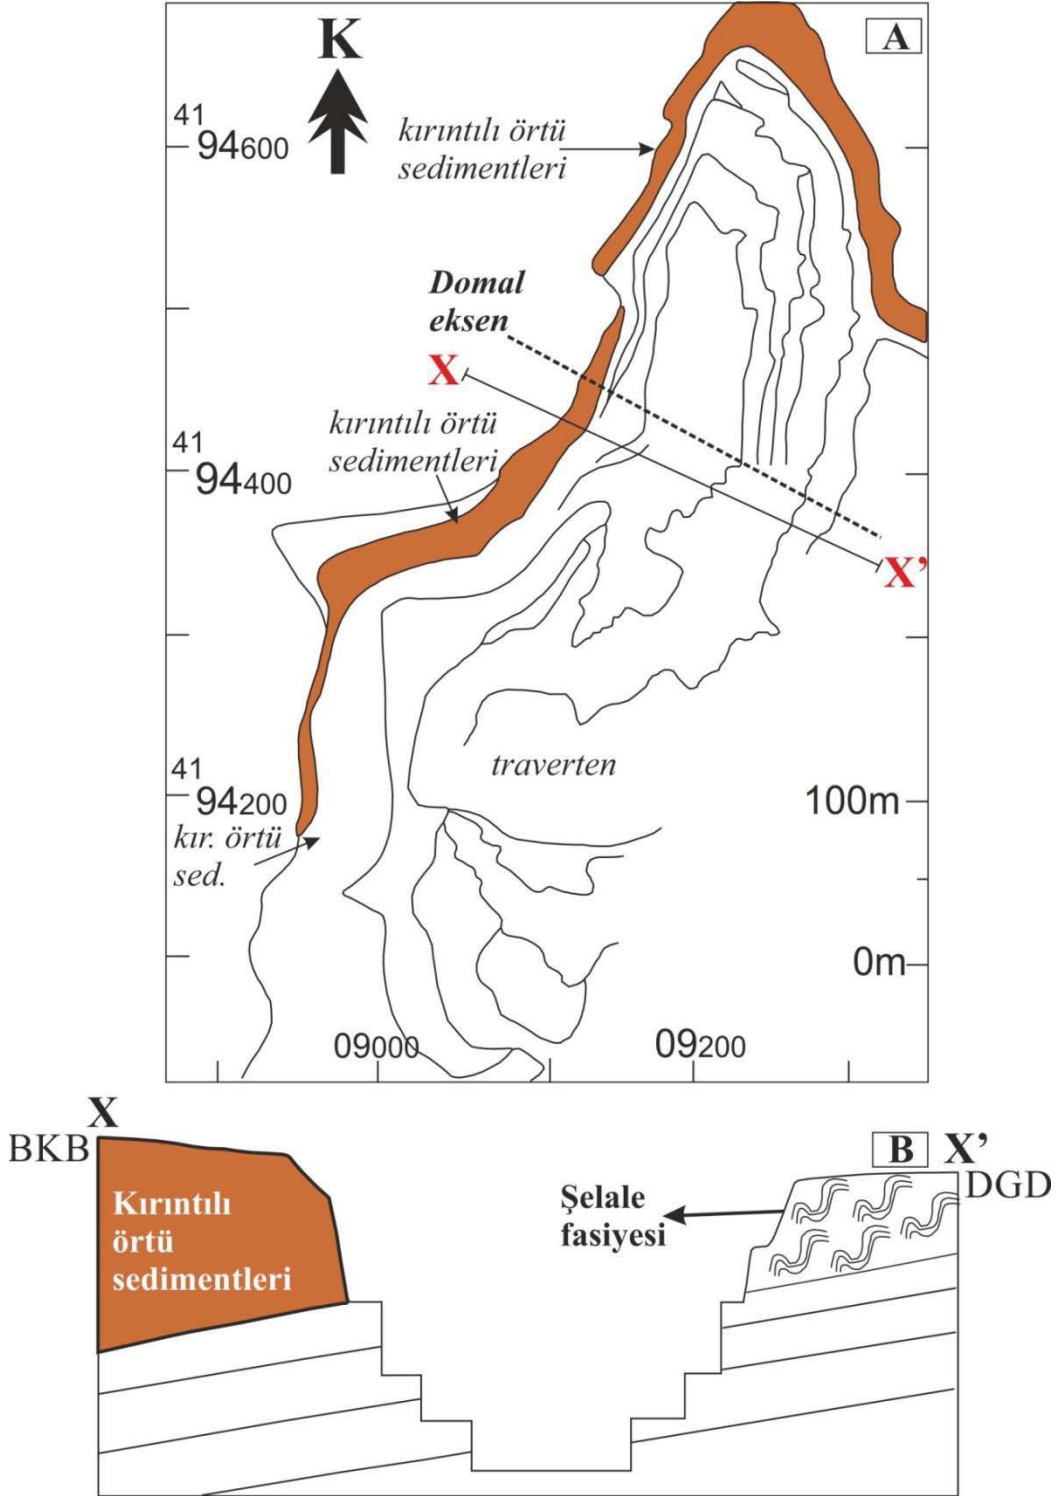 K
A
41
94600
kırıntılı örtü
sedimentleri
Domal
eksen
X
kırıntılı örtü
sedimentleri
41
94400
X'
traverten
41
94200
100m
kır. örtü
sed.
0m
09000
09200
X
BKB
B X'
DGD
Kırıntılı
örtü
sedimentleri
Şelale
fasiyesi